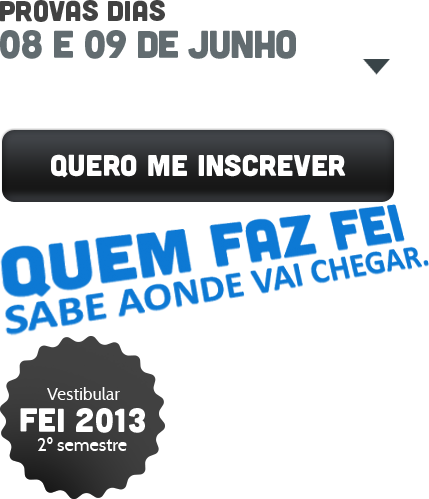 PROVAS DIAS
08 E 09 DE JUNHO
QUERO ME INSCREVER
QUEM FAZ FEI
SABE AONDE VAI CHEGAR.
Vestibular
FEI 2013
2º semestre